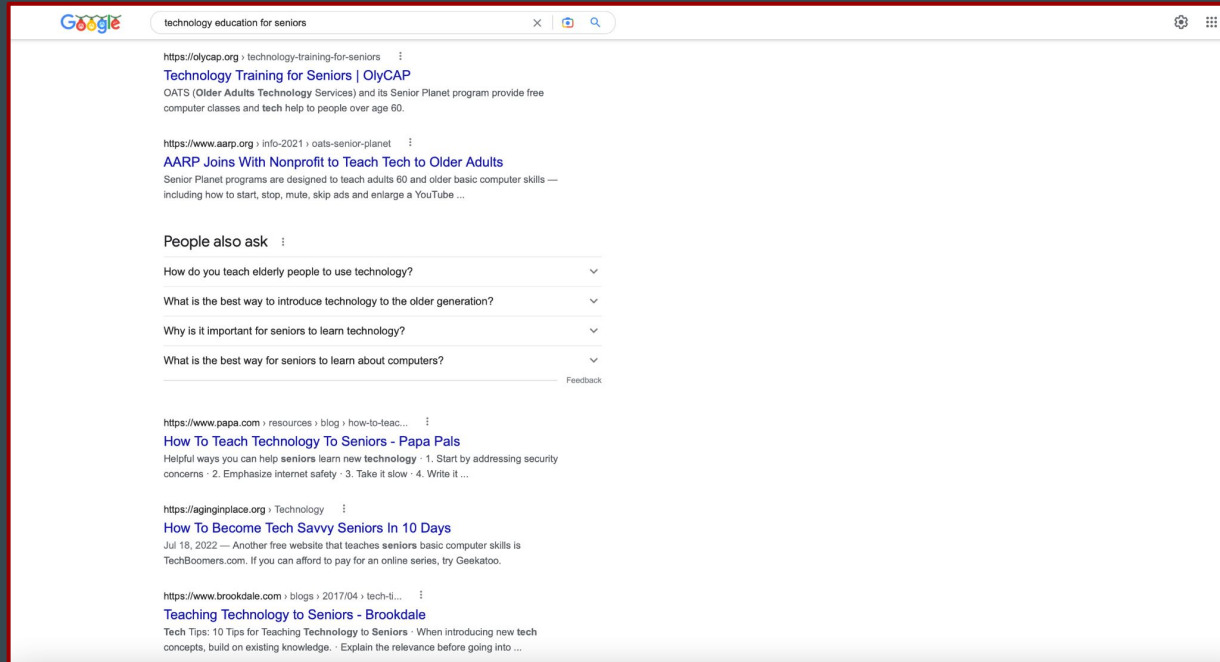 Google
technology education for seniors
https://olycap.org › technology-training-for-seniors
Technology Training for Seniors | OlyCAP
OATS (Older Adults Technology Services) and its Senior Planet program provide free
computer classes and tech help to people over age 60.
https://www.aarp.org › info-2021 › oats-senior-planet
AARP Joins With Nonprofit to Teach Tech to Older Adults
Senior Planet programs are designed to teach adults 60 and older basic computer skills —
including how to start, stop, mute, skip ads and enlarge a YouTube ...
People also ask
How do you teach elderly people to use technology?
What is the best way to introduce technology to the older generation?
Why is it important for seniors to learn technology?
What is the best way for seniors to learn about computers?
Feedback
https://www.papa.com › resources › blog › how-to-teac...
How To Teach Technology To Seniors - Papa Pals
Helpful ways you can help seniors learn new technology · 1. Start by addressing security
concerns · 2. Emphasize internet safety · 3. Take it slow · 4. Write it ...
https://aginginplace.org › Technology
How To Become Tech Savvy Seniors In 10 Days
Jul 18, 2022 — Another free website that teaches seniors basic computer skills is
TechBoomers.com. If you can afford to pay for an online series, try Geekatoo.
https://www.brookdale.com › blogs › 2017/04 › tech-ti...
Teaching Technology to Seniors - Brookdale
Tech Tips: 10 Tips for Teaching Technology to Seniors · When introducing new tech
concepts, build on existing knowledge. · Explain the relevance before going into ...